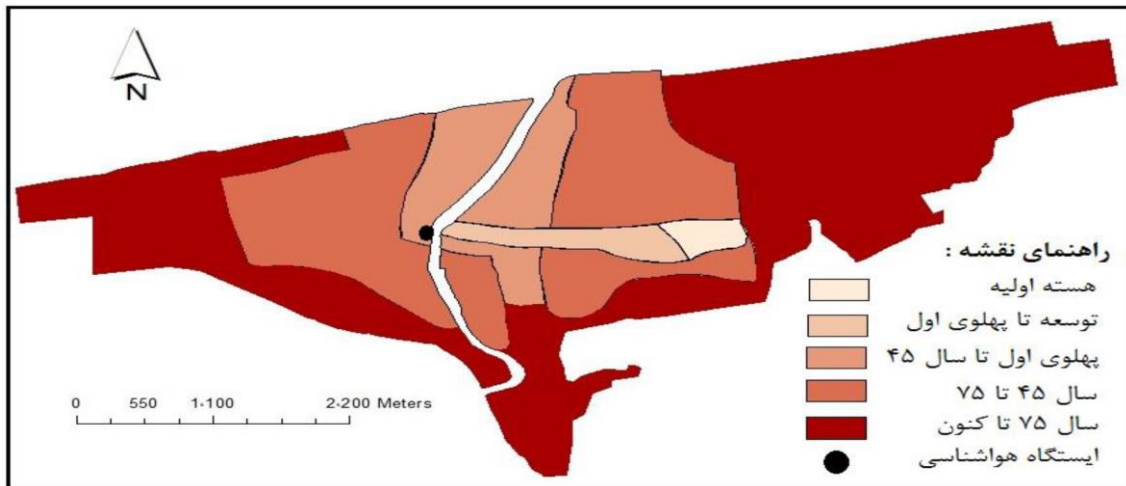 N
راهنمای نقشه :
هسته اولیه
توسعه تا پهلوی اول
پهلوی اول تا سال ۴۵
سال ۴۵ تا ۷۵
سال ۷۵ تا کنون
ایستگاه هواشناسی
0 550 1·100 2·200 Meters